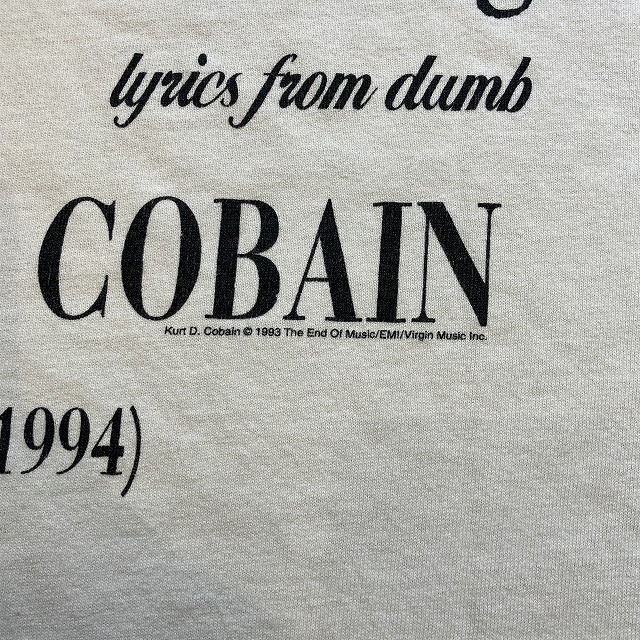 lyrics from dumb
COBAIN
Kurt D. Cobain © 1993 The End Of Music/EMI/Virgin Music Inc.
1994)